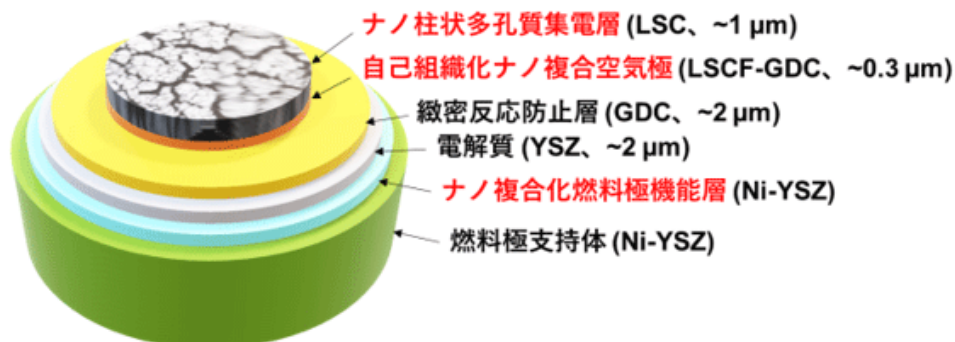 ナノ柱状多孔質集電層 (LSC、~1 μm)
自己組織化ナノ複合空気極 (LSCF-GDC、~0.3 μm)
緻密反応防止層 (GDC、~2 μm)
電解質 (YSZ、~2 μm)
ナノ複合化燃料極機能層 (Ni-YSZ)
燃料極支持体 (Ni-YSZ)